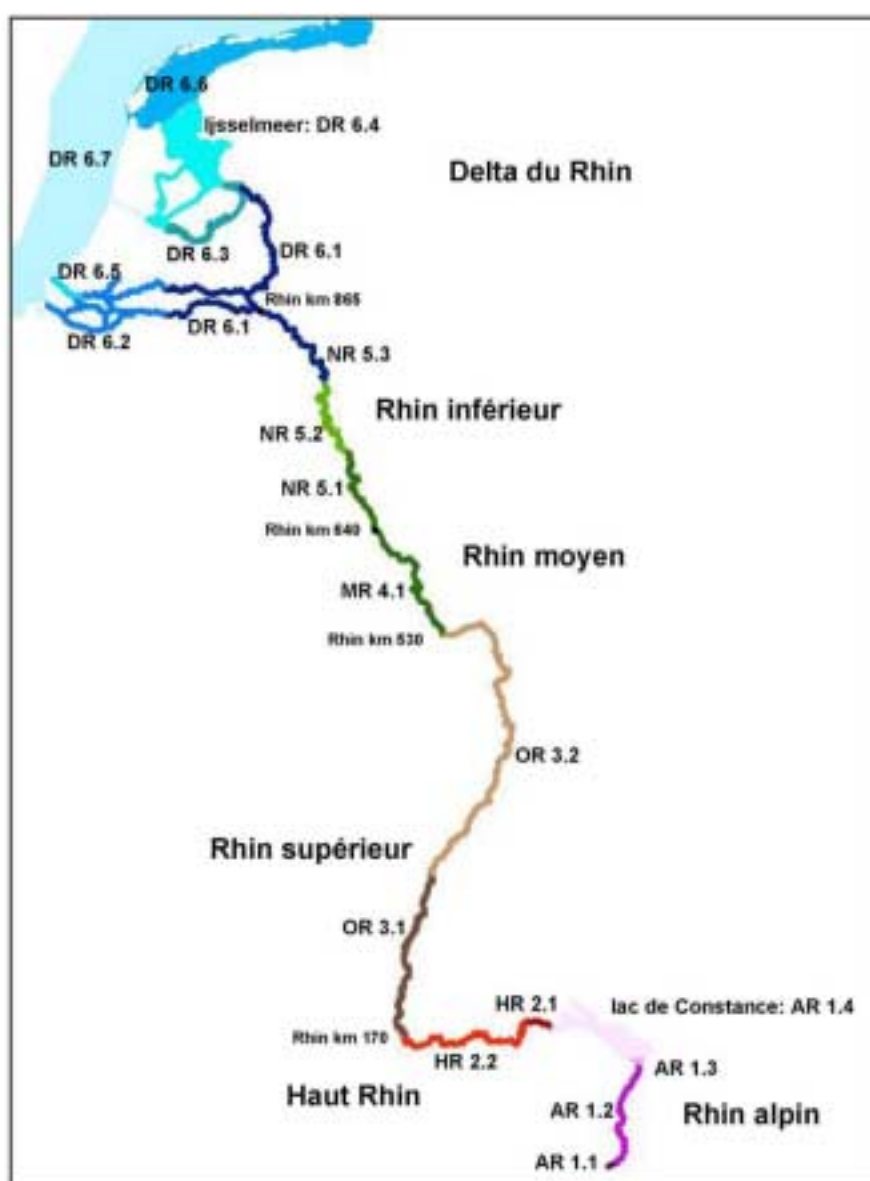 DR 6.6
Ijsselmeer: DR 6.4
DR 6.7
Delta du Rhin
DR 6.3
DR 6.1
DR 6.5
Rhin km 865
DR 6.1
DR 6.2
NR 5.3
Rhin inférieur
NR 5.2
NR 5.1
Rhin km 640
Rhin moyen
MR 4.1
Rhin km 530
OR 3.2
Rhin supérieur
OR 3.1
HR 2.1
lac de Constance: AR 1.4
Rhin km 170
HR 2.2
AR 1.3
Haut Rhin
AR 1.2
Rhin alpin
AR 1.1